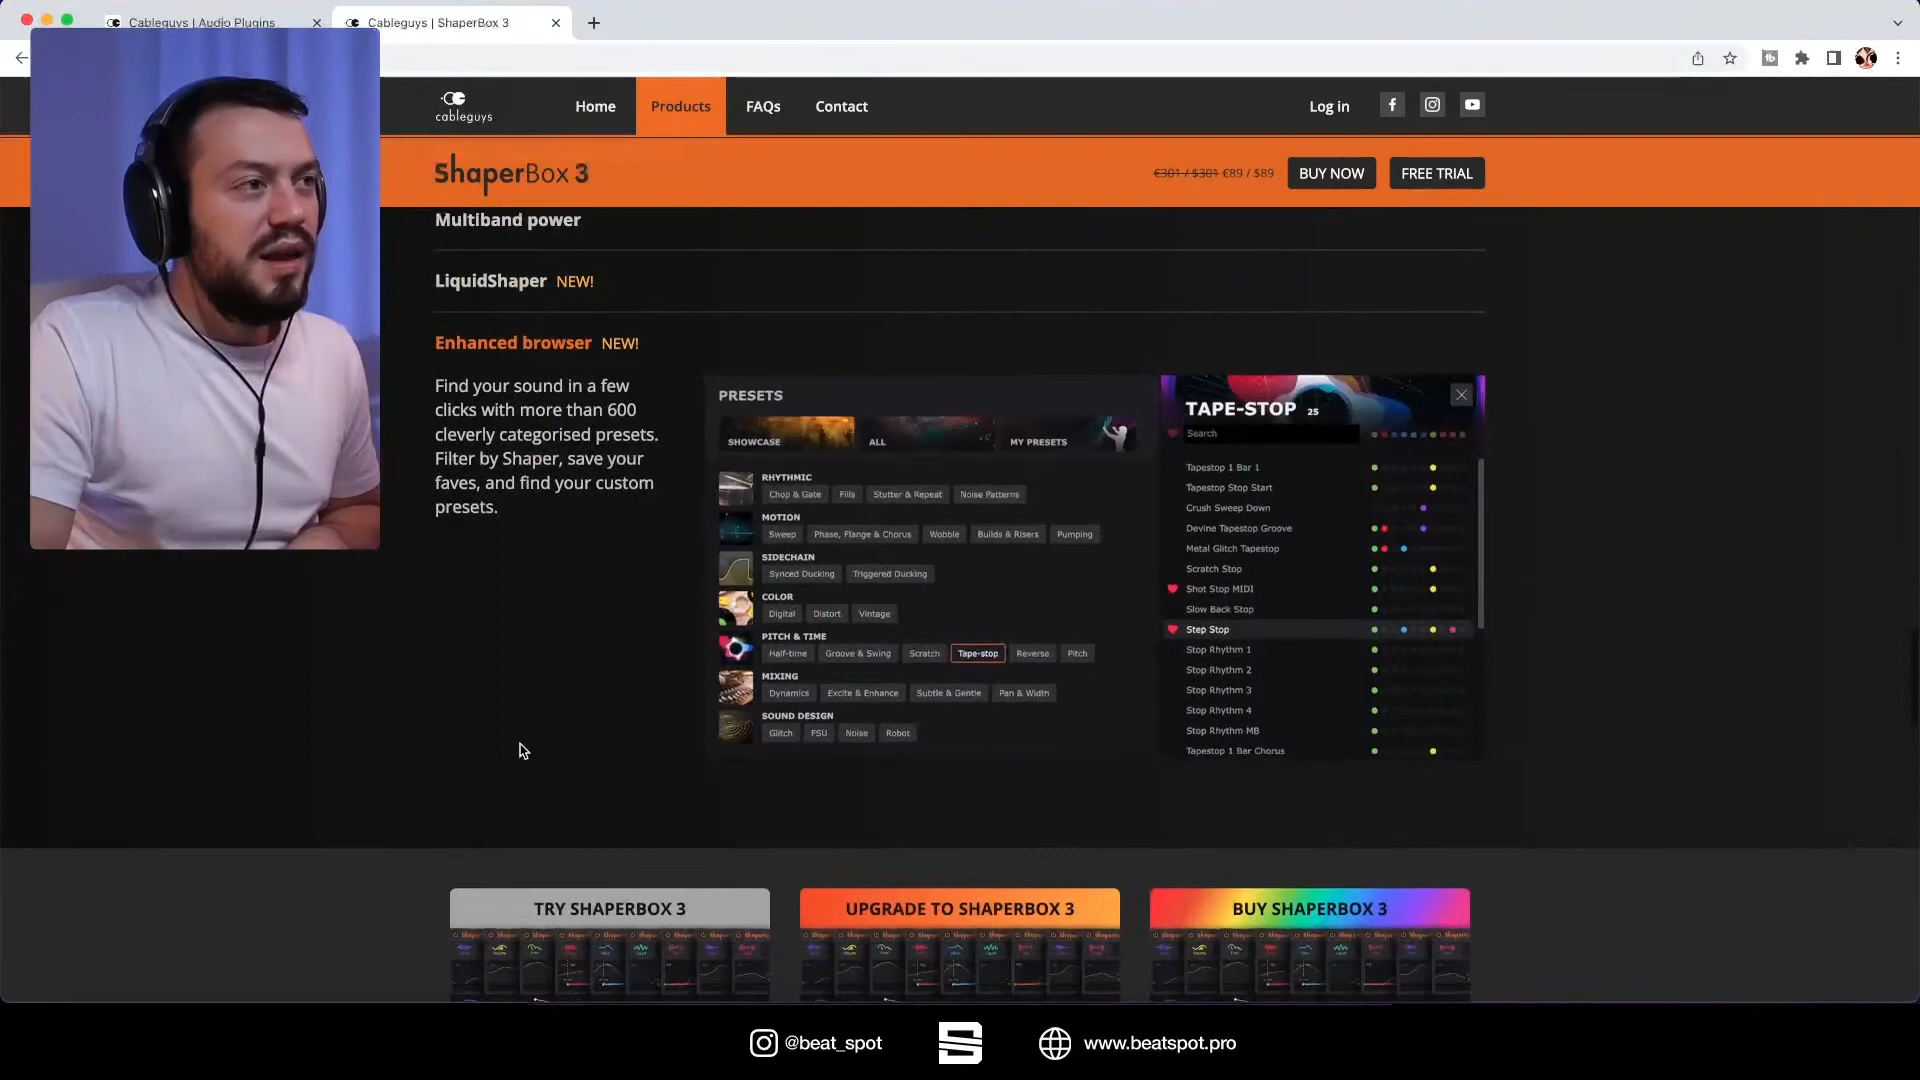 Cableguys | Audio Plugins
Cableguys | ShaperBox 3
cableguys
Home
Products
FAQs
Contact
Log in
ShaperBox 3
€301 / $301 €89 / $89
BUY NOW
FREE TRIAL
Multiband power
LiquidShaper NEW!
Enhanced browser NEW!
Find your sound in a few
clicks with more than 600
cleverly categorised presets.
Filter by Shaper, save your
faves, and find your custom
presets.
PRESETS
SHOWCASE
ALL
MY PRESETS
RHYTHMIC
Chop & Gate
Fills
Stutter & Repeat
Noise Patterns
MOTION
Sweep
Phase, Flange & Chorus
Wobble
Builds & Risers
Pumping
SIDECHAIN
Synced Ducking
Triggered Ducking
COLOR
Digital
Distort
Vintage
PITCH & TIME
Half-time
Groove & Swing
Scratch
Tape-stop
Reverse
Pitch
MIXING
Dynamics
Excite & Enhance
Subtle & Gentle
Pan & Width
SOUND DESIGN
Glitch
FSU
Noise
Robot
TAPE-STOP 25
Search
Tapestop 1 Bar 1
Tapestop Stop Start
Crush Sweep Down
Devine Tapestop Groove
Metal Glitch Tapestop
Scratch Stop
Shot Stop MIDI
Slow Back Stop
Step Stop
Stop Rhythm 1
Stop Rhythm 2
Stop Rhythm 3
Stop Rhythm 4
Stop Rhythm MB
Tapestop 1 Bar Chorus
TRY SHAPERBOX 3
UPGRADE TO SHAPERBOX 3
BUY SHAPERBOX 3
@beat_spot
www.beatspot.pro